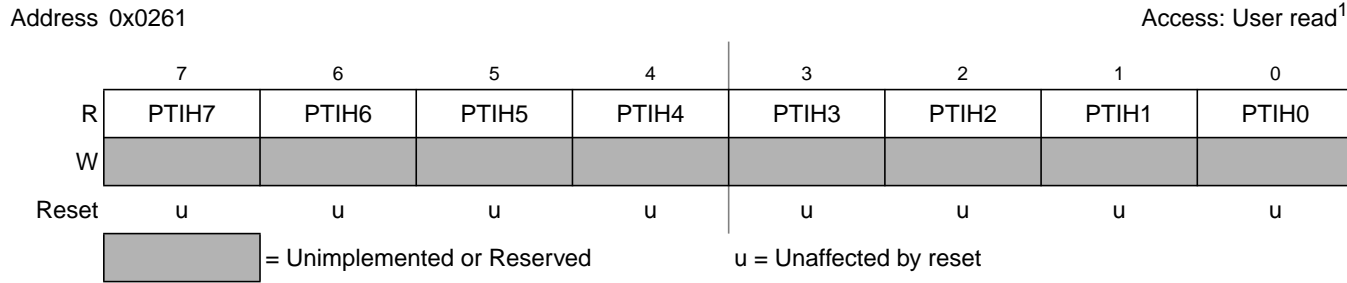 Address 0x0261 Access: User read1
7 6 5 4 3 2 1 0
R PTIH7 PTIH6 PTIH5 PTIH4 PTIH3 PTIH2 PTIH1 PTIH0
W
Reset u u u u u u u u
= Unimplemented or Reserved u = Unaffected by reset